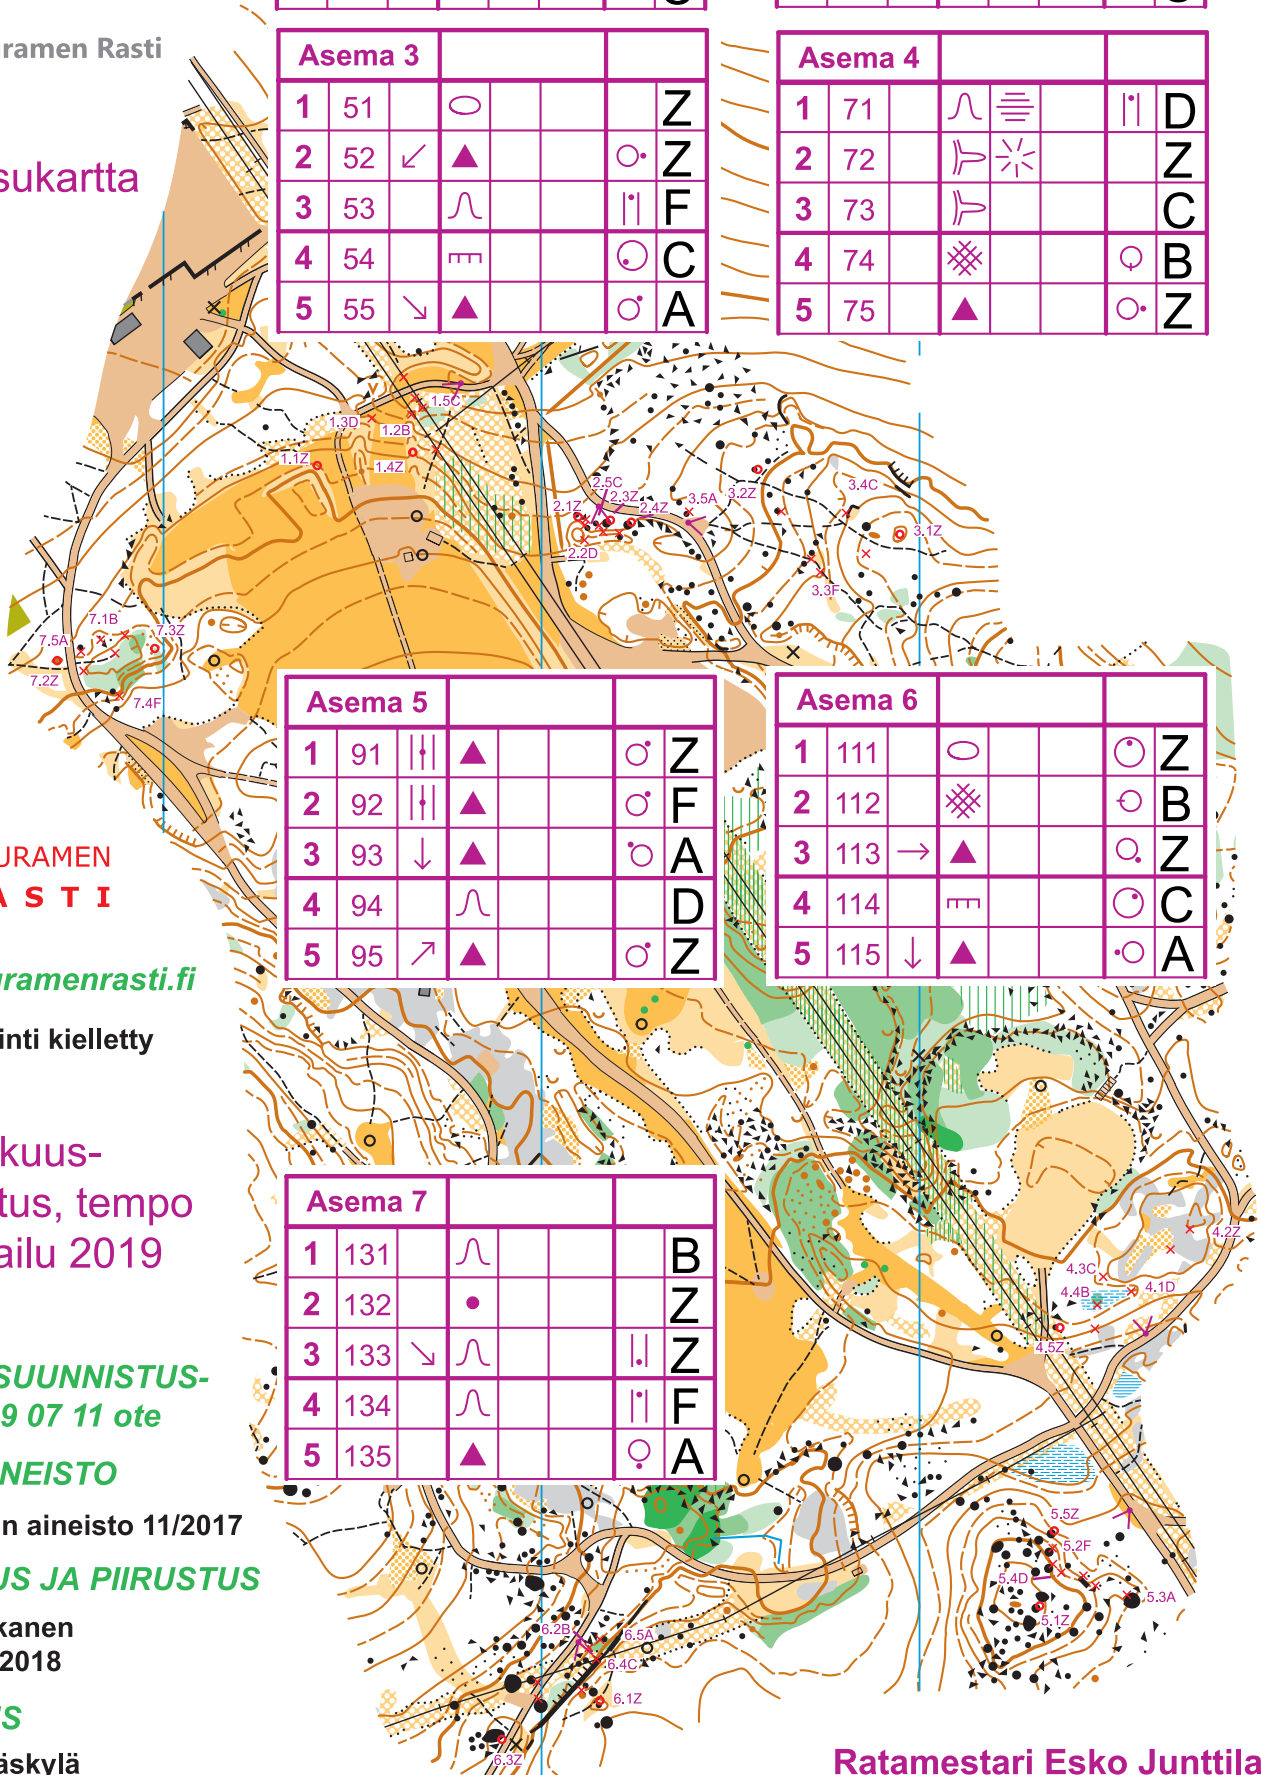 ramen Rasti
sukartta
Asema 3
1 51 Z
2 52 Z
3 53 F
4 54 C
5 55 A
Asema 4
1 71 D
2 72 Z
3 73 C
4 74 B
5 75 Z
1.5C
1.3D
1.2B
1.1Z
1.4Z
2.5C
2.1Z
2.3Z
2.4Z
2.2D
3.5A
3.2Z
3.4C
3.1Z
3.3F
7.1B
7.5A
7.3Z
7.2Z
7.4F
Asema 5
1 91 Z
2 92 F
3 93 A
4 94 D
5 95 Z
Asema 6
1 111 Z
2 112 B
3 113 Z
4 114 C
5 115 A
URAMEN
ASTI
uramenrasti.fi
inti kielletty
kuus-
tus, tempo
ailu 2019
Asema 7
1 131 B
2 132 Z
3 133 Z
4 134 F
5 135 A
4.2Z
4.3C
4.4B
4.1D
4.5Z
SUUNNISTUS-
9 07 11 ote
NEISTO
n aineisto 11/2017
US JA PIIRUSTUS
kanen
2018
US
äskylä
5.5Z
5.2F
5.4D
5.3A
5.1Z
6.2B
6.5A
6.4C
6.1Z
6.3Z
Ratamestari Esko Junttila